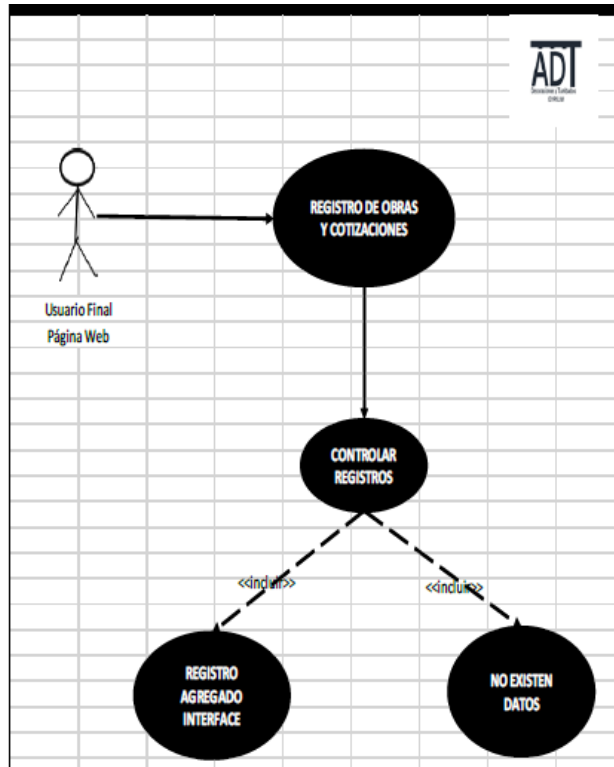 ADT
REGISTRO DE OBRAS
Y COTIZACIONES
Usuario Final
Página Web
CONTROLAR
REGISTROS
<<incluir>>
<<incluir>>
REGISTRO
AGREGADO
INTERFACE
NO EXISTEN
DATOS